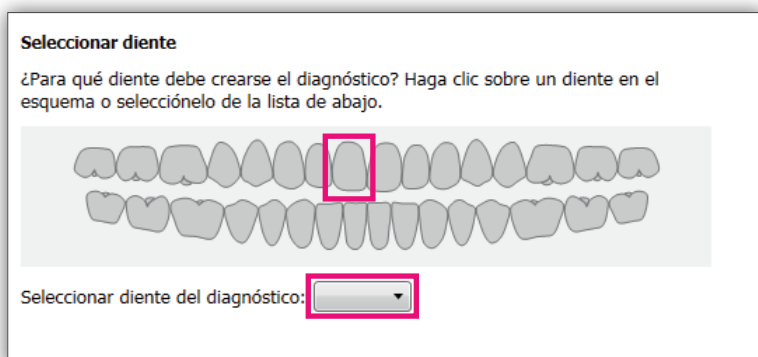 Seleccionar diente
¿Para qué diente debe crearse el diagnóstico? Haga clic sobre un diente en el
esquema o selecciónelo de la lista de abajo.
Seleccionar diente del diagnóstico: